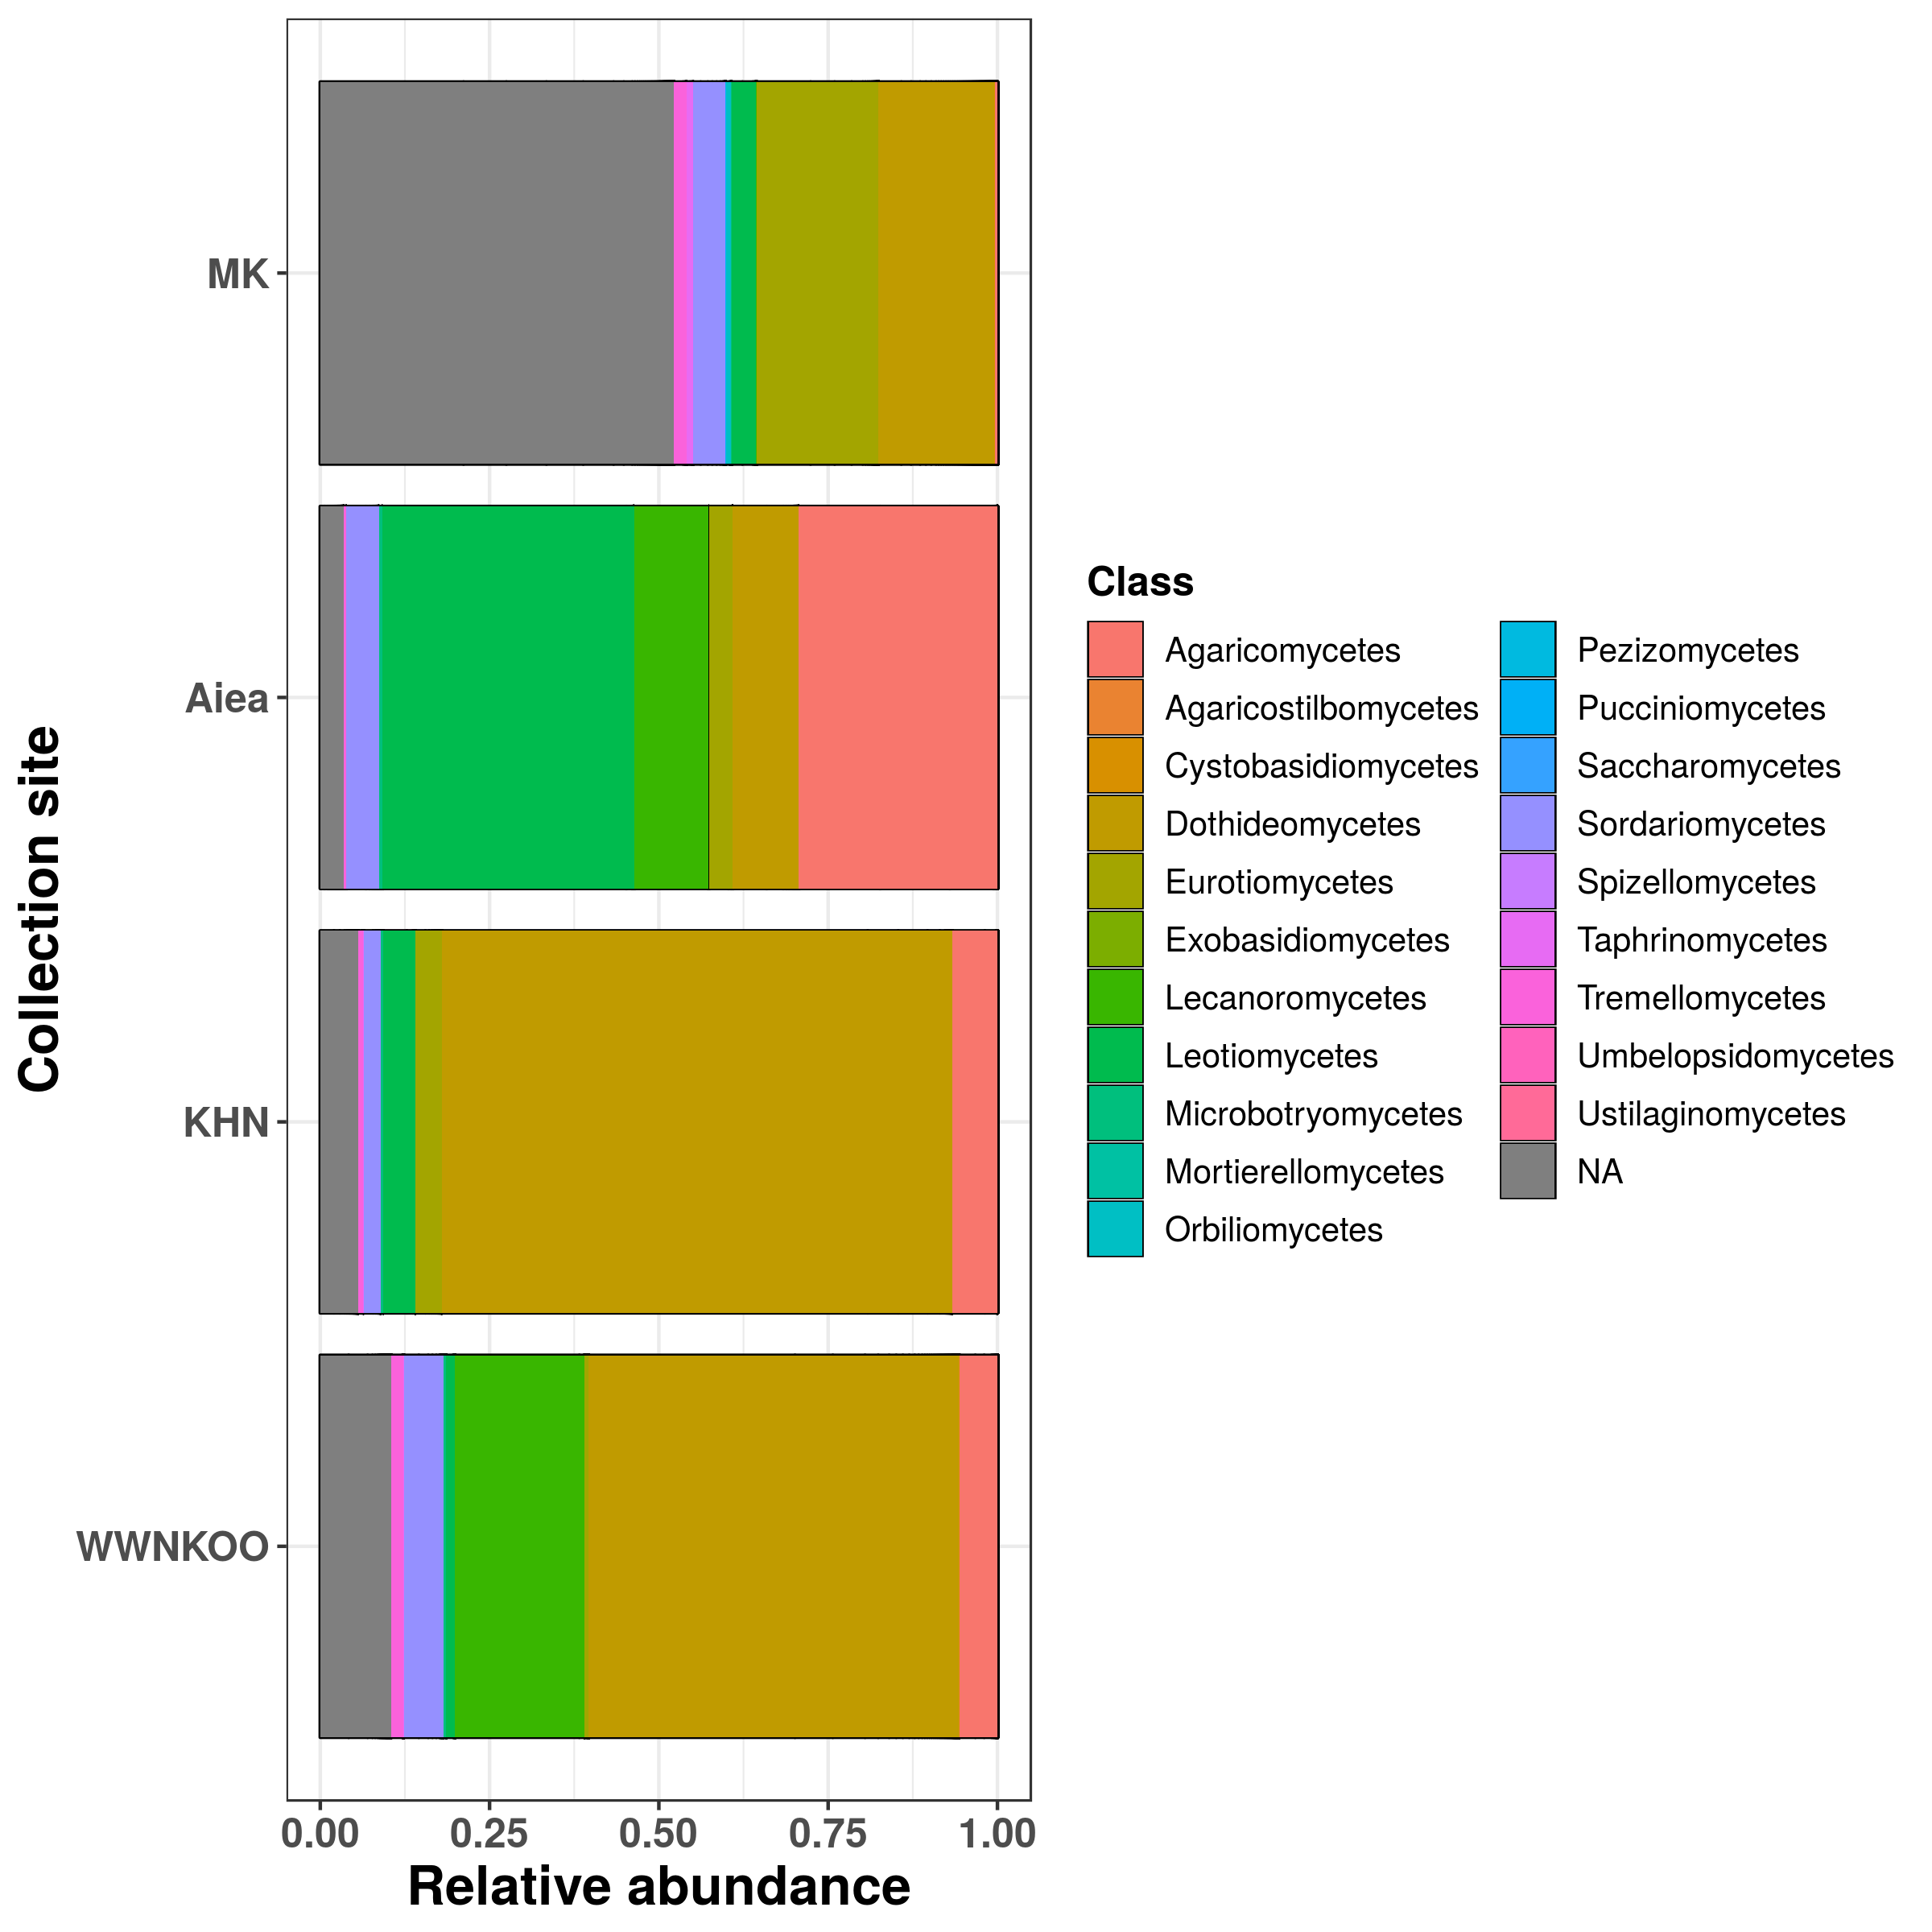 MK
Aiea
KHN
WWNKOO
Collection site
0.00 0.25 0.50 0.75 1.00
Relative abundance
Class
Agaricomycetes
Agaricostilbomycetes
Cystobasidiomycetes
Dothideomycetes
Eurotiomycetes
Exobasidiomycetes
Lecanoromycetes
Leotiomycetes
Microbotryomycetes
Mortierellomycetes
Orbiliomycetes
Pezizomycetes
Pucciniomycetes
Saccharomycetes
Sordariomycetes
Spizellomycetes
Taphrinomycetes
Tremellomycetes
Umbelopsidomycetes
Ustilaginomycetes
NA